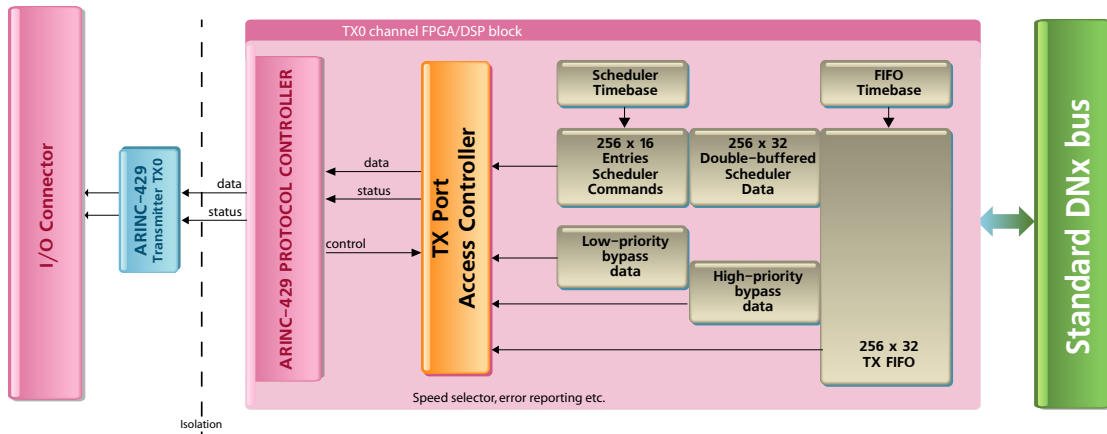 TX0 channel FPGA/DSP block
I/O Connector
ARINC-429
Transmitter TX0
data
status
Isolation
ARINC-429 PROTOCOL CONTROLLER
data
status
control
TX Port
Access Controller
Scheduler
Timebase
FIFO
Timebase
256 x 16
Entries
Scheduler
Commands
256 x 32
Double-buffered
Scheduler
Data
Low-priority
bypass
data
High-priority
bypass
data
256 x 32
TX FIFO
Speed selector, error reporting etc.
Standard DNx bus